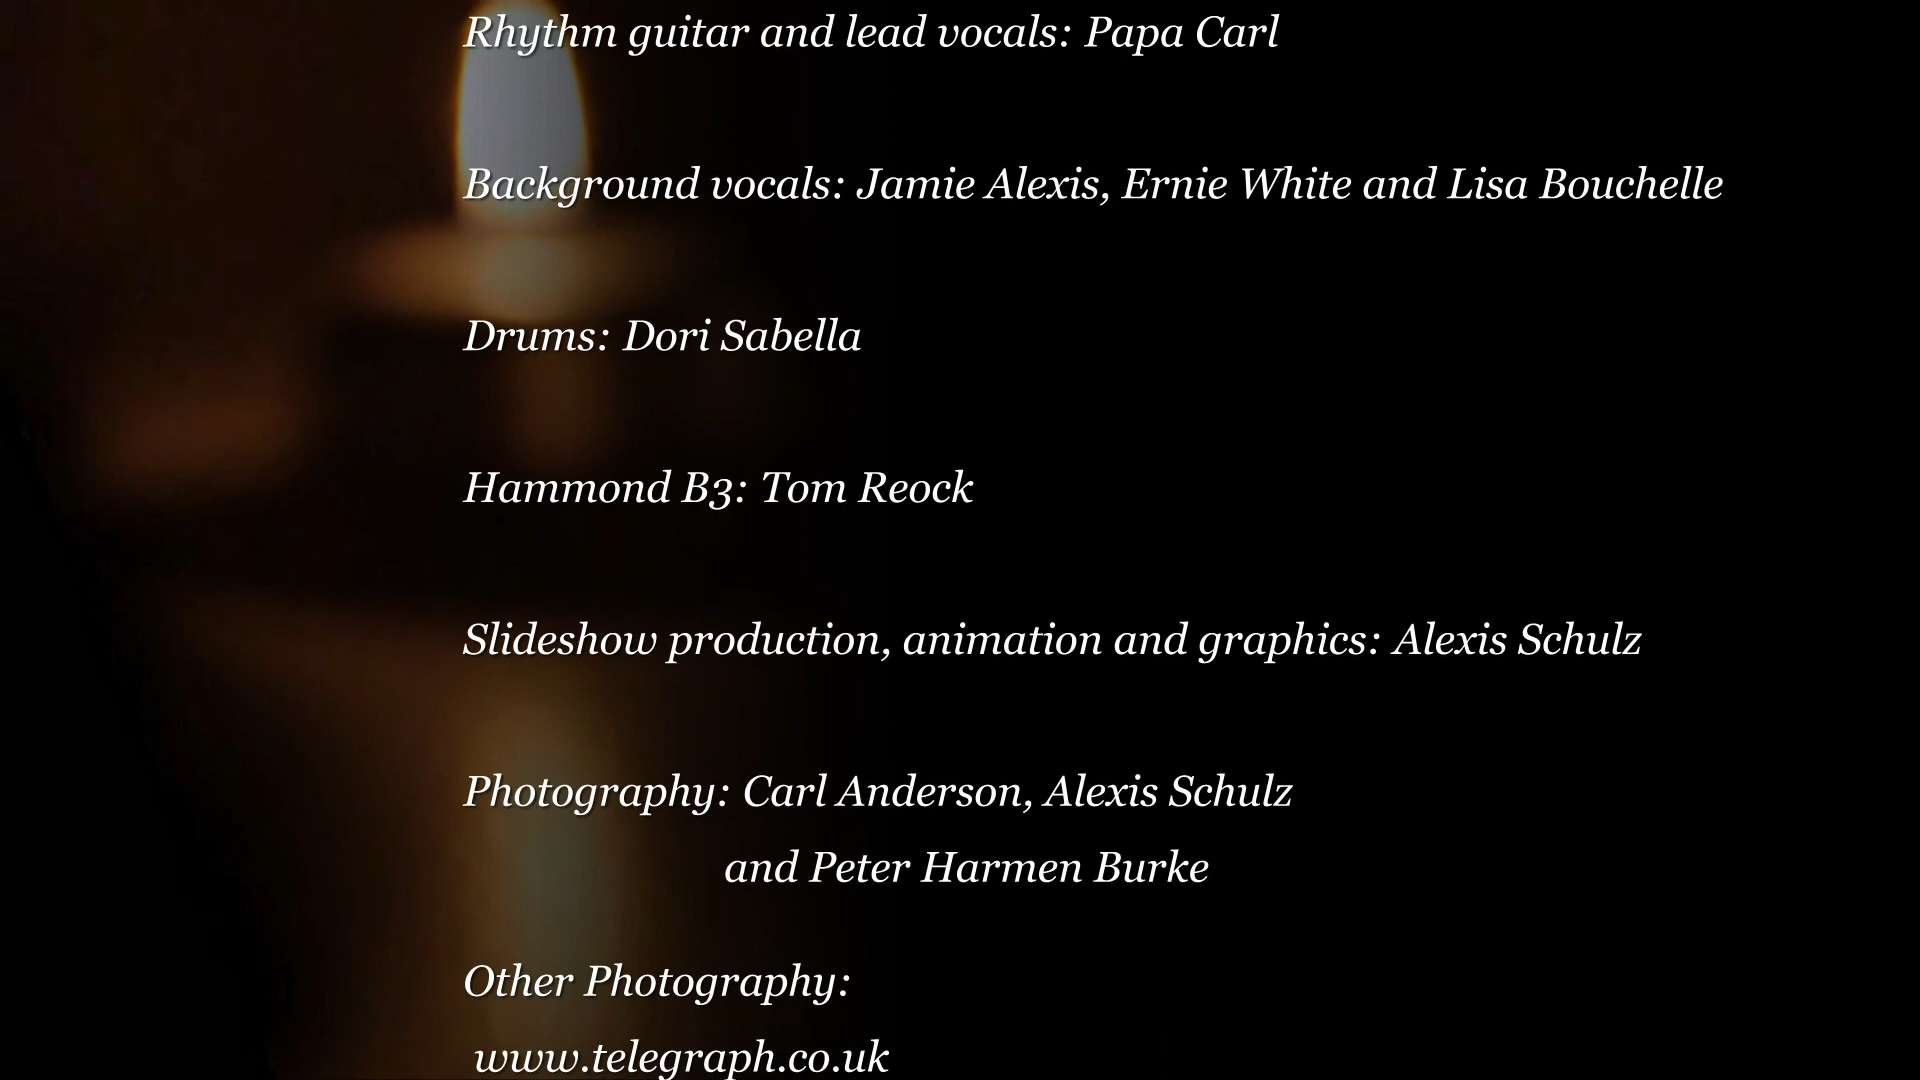 Rhythm guitar and lead vocals: Papa Carl
Background vocals: Jamie Alexis, Ernie White and Lisa Bouchelle
Drums: Dori Sabella
Hammond B3: Tom Reock
Slideshow production, animation and graphics: Alexis Schulz
Photography: Carl Anderson, Alexis Schulz
and Peter Harmen Burke
Other Photography:
www.telegraph.co.uk